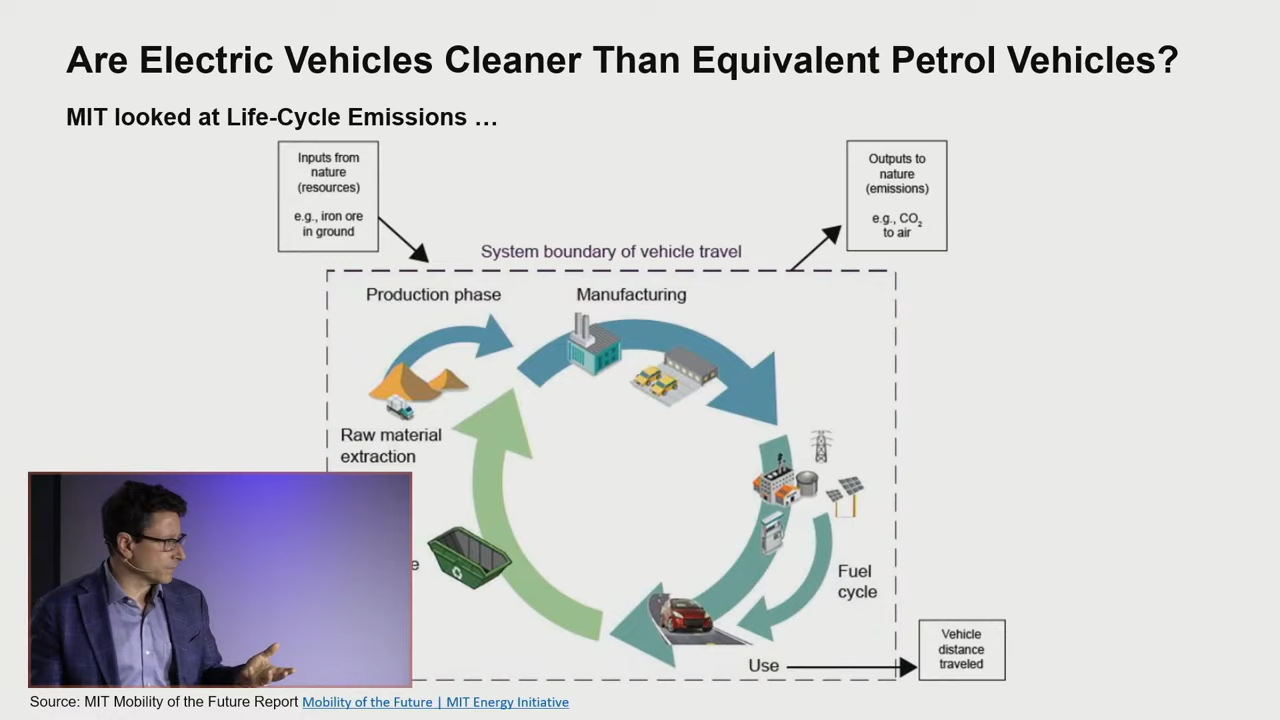 Are Electric Vehicles Cleaner Than Equivalent Petrol Vehicles?
MIT looked at Life-Cycle Emissions …
Inputs from
nature
(resources)
e.g., iron ore
in ground
Outputs to
nature
(emissions)
e.g., CO₂
to air
System boundary of vehicle travel
Production phase
Manufacturing
Raw material
extraction
Fuel
cycle
Use
Vehicle
distance
traveled
Source: MIT Mobility of the Future Report Mobility of the Future | MIT Energy Initiative